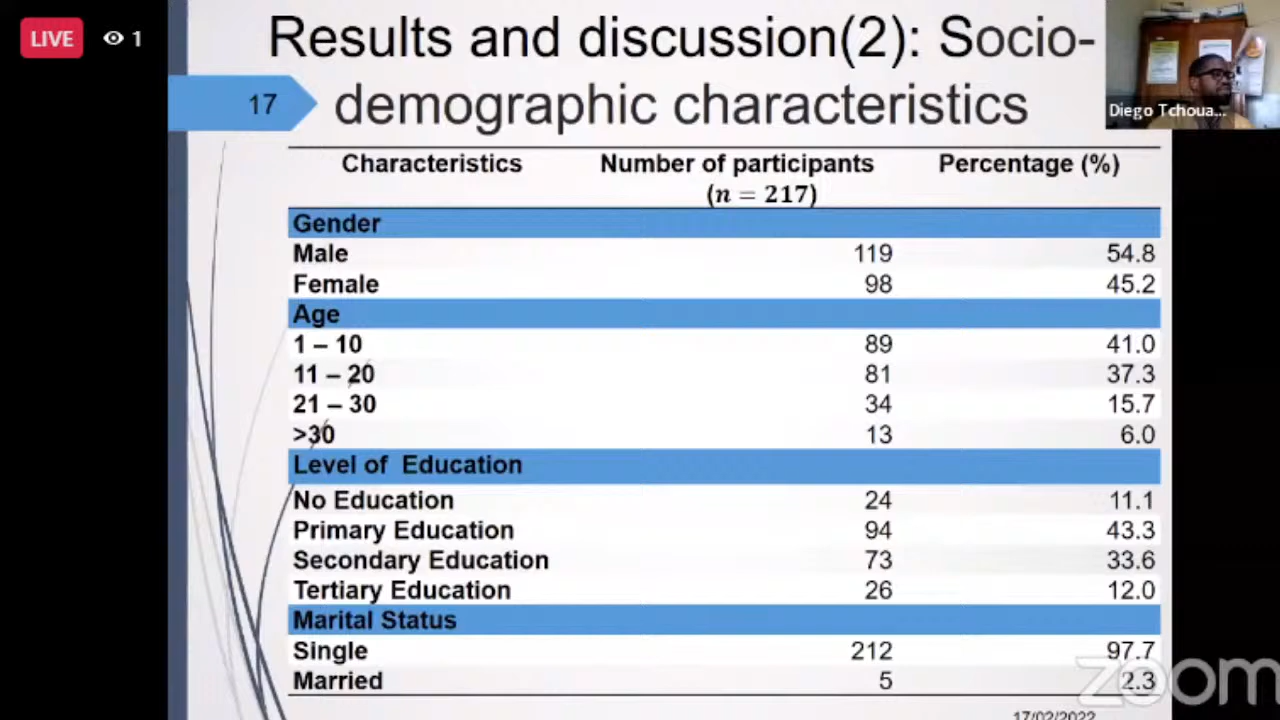 LIVE 1
Results and discussion(2): Socio-
17
demographic characteristics
Diego Tchoua...
Characteristics Number of participants Percentage (%)
(n = 217)
Gender
Male 119 54.8
Female 98 45.2
Age
1 – 10 89 41.0
11 – 20 81 37.3
21 – 30 34 15.7
>30 13 6.0
Level of Education
No Education 24 11.1
Primary Education 94 43.3
Secondary Education 73 33.6
Tertiary Education 26 12.0
Marital Status
Single 212 97.7
Married 5 2.3
zoom
17/02/2022